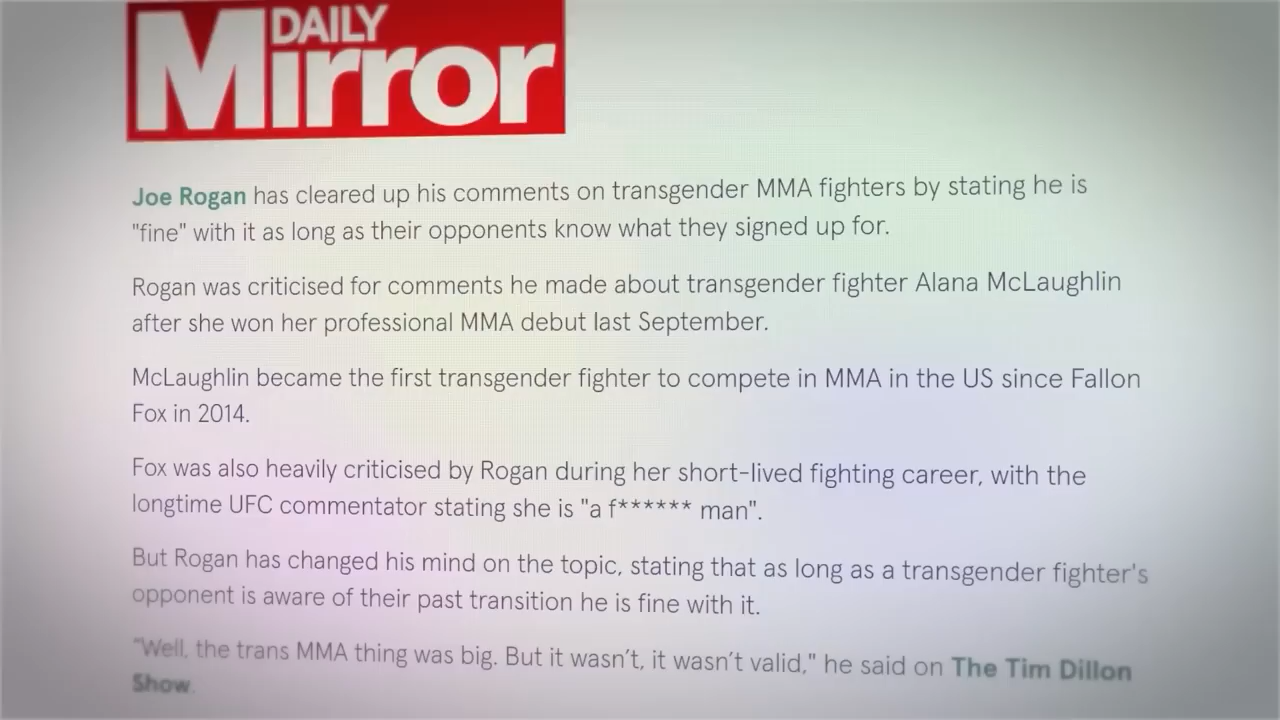 DAILY
Mirror
Joe Rogan has cleared up his comments on transgender MMA fighters by stating he is
"fine" with it as long as their opponents know what they signed up for.
Rogan was criticised for comments he made about transgender fighter Alana McLaughlin
after she won her professional MMA debut last September.
McLaughlin became the first transgender fighter to compete in MMA in the US since Fallon
Fox in 2014.
Fox was also heavily criticised by Rogan during her short-lived fighting career, with the
longtime UFC commentator stating she is "a f****** man".
But Rogan has changed his mind on the topic, stating that as long as a transgender fighter's
opponent is aware of their past transition he is fine with it.
"Well, the trans MMA thing was big. But it wasn't, it wasn't valid," he said on The Tim Dillon
Show.